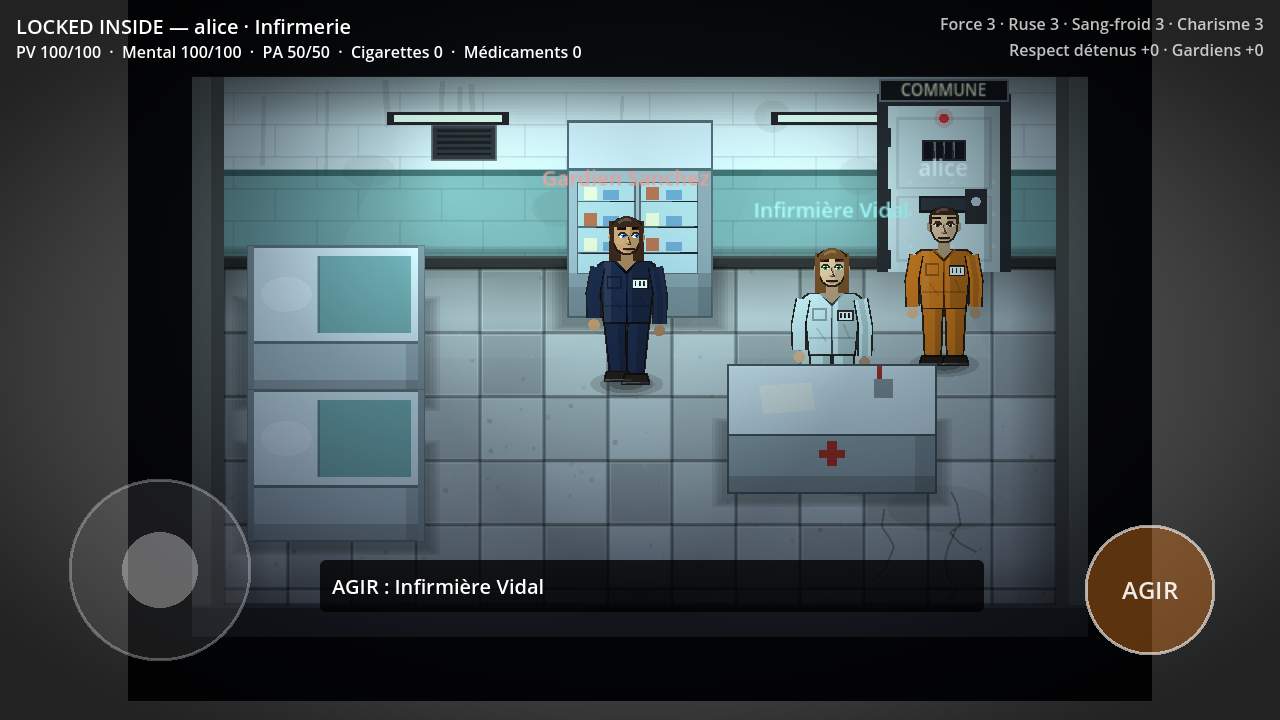 LOCKED INSIDE — alice · Infirmerie
PV 100/100 · Mental 100/100 · PA 50/50 · Cigarettes 0 · Médicaments 0
Force 3 · Ruse 3 · Sang-froid 3 · Charisme 3
Respect détenus +0 · Gardiens +0
COMMUNE
alice
Gardien Sanchez
Infirmière Vidal
AGIR : Infirmière Vidal
AGIR